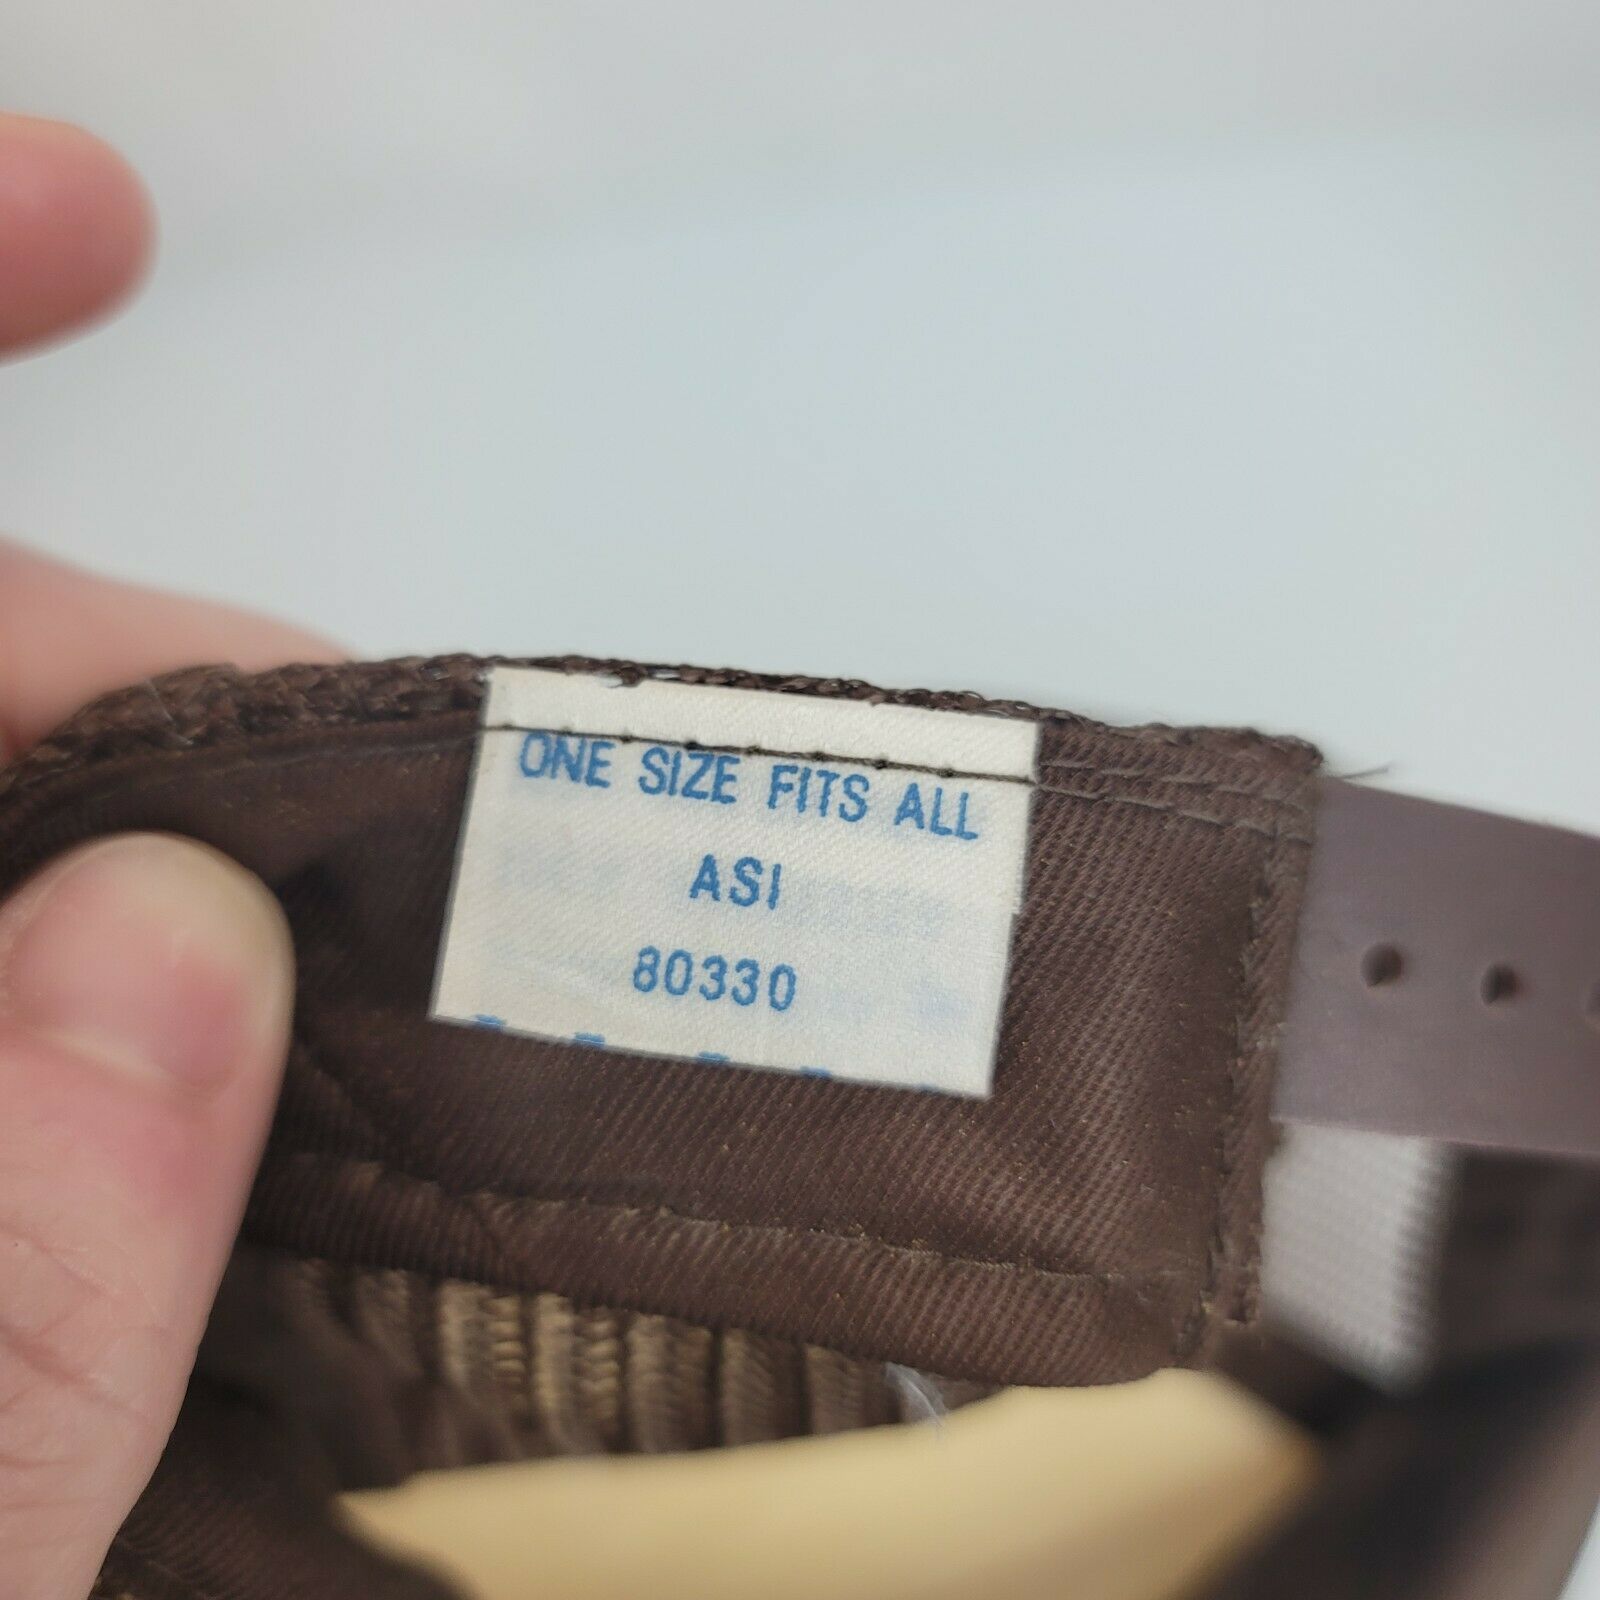 ONE SIZE FITS ALL
ASI
80330